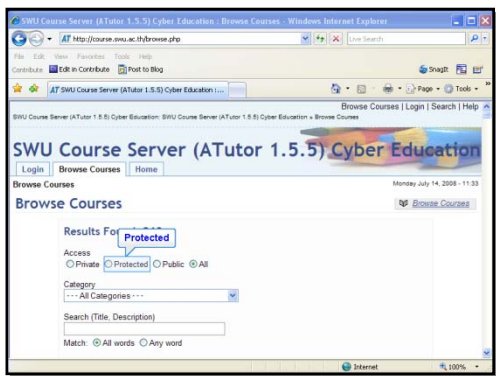 SWU Course Server (ATutor 1.5.5) Cyber Education : Browse Courses - Windows Internet Explorer
AT http://course.swu.ac.th/browse.php
Live Search
File Edit View Favorites Tools Help
Contribute Edit in Contribute Post to Blog
SnagIt
AT SWU Course Server (ATutor 1.5.5) Cyber Education : ...
Page Tools
Browse Courses | Login | Search | Help
SWU Course Server (ATutor 1.5.5) Cyber Education: SWU Course Server (ATutor 1.5.5) Cyber Education » Browse Courses
SWU Course Server (ATutor 1.5.5) Cyber Education
Login Browse Courses Home
Browse Courses
Monday July 14, 2008 - 11:33
Browse Courses
Browse Courses
Results
Protected
Access
Private Protected Public All
Category
- - - All Categories - - -
Search (Title, Description)
Match: All words Any word
Internet
100%